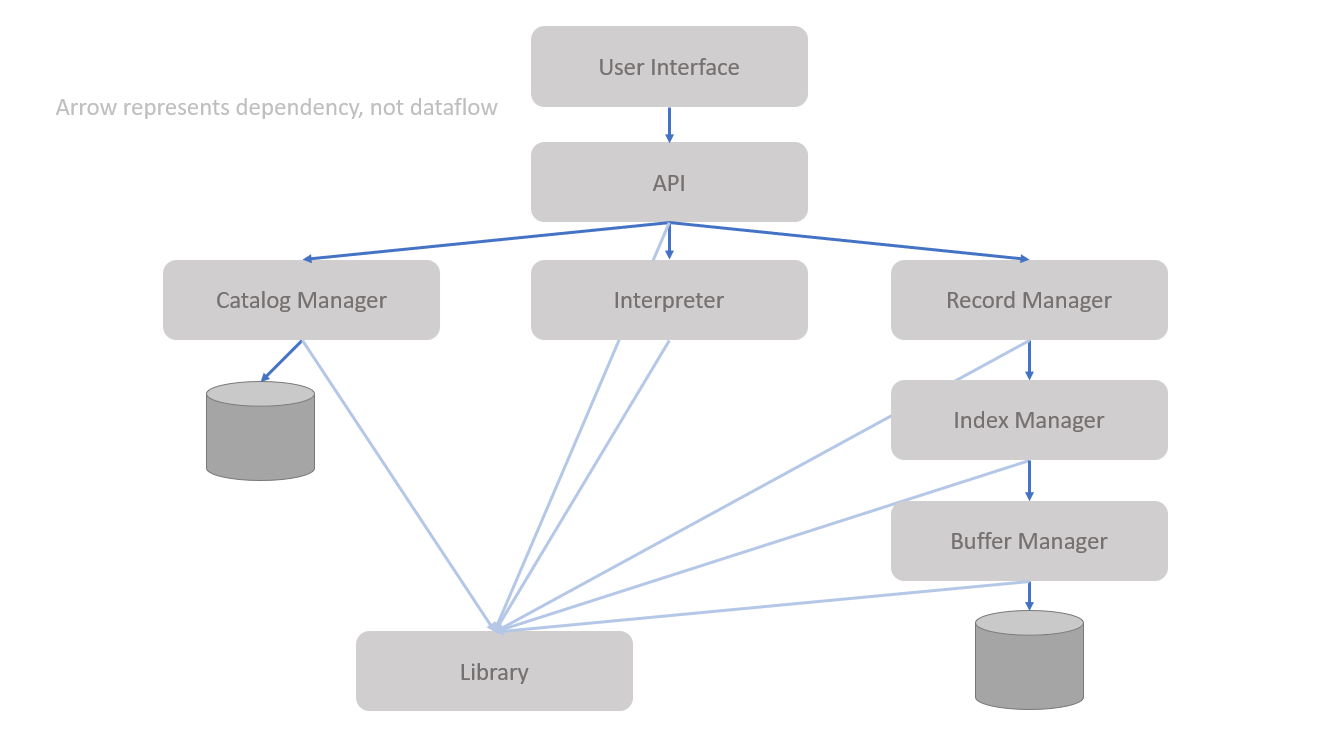 User Interface
Arrow represents dependency, not dataflow
API
Catalog Manager
Interpreter
Record Manager
Index Manager
Buffer Manager
Library